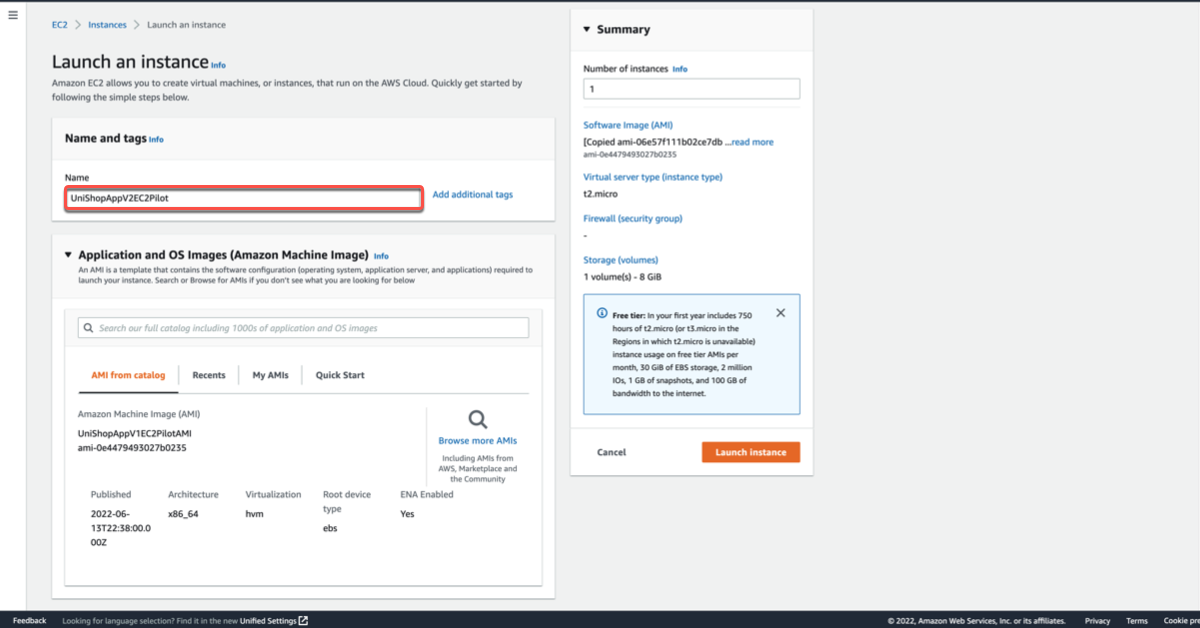 EC2 > Instances > Launch an instance
Launch an instance Info
Amazon EC2 allows you to create virtual machines, or instances, that run on the AWS Cloud. Quickly get started by
following the simple steps below.
Name and tags Info
Name
UniShopAppV2EC2Pilot
Add additional tags
Application and OS Images (Amazon Machine Image) Info
An AMI is a template that contains the software configuration (operating system, application server, and applications) required to
launch your instance. Search or Browse for AMIs if you don't see what you are looking for below
Search our full catalog including 1000s of application and OS images
AMI from catalog
Recents
My AMIs
Quick Start
Amazon Machine Image (AMI)
UniShopAppV1EC2PilotAMI
ami-0e4479493027b0235
Browse more AMIs
Including AMIs from
AWS, Marketplace and
the Community
Published
2022-06-
13T22:38:00.0
00Z
Architecture
x86_64
Virtualization
hvm
Root device
type
ebs
ENA Enabled
Yes
Summary
Number of instances Info
1
Software Image (AMI)
[Copied ami-06e57f111b02ce7db ...read more
ami-0e4479493027b0235
Virtual server type (instance type)
t2.micro
Firewall (security group)
-
Storage (volumes)
1 volume(s) - 8 GiB
Free tier: In your first year includes 750
hours of t2.micro (or t3.micro in the
Regions in which t2.micro is unavailable)
instance usage on free tier AMIs per
month, 30 GiB of EBS storage, 2 million
IOs, 1 GB of snapshots, and 100 GB of
bandwidth to the internet.
Cancel
Launch instance
Feedback
Looking for language selection? Find it in the new Unified Settings
© 2022, Amazon Web Services, Inc. or its affiliates.
Privacy
Terms
Cookie